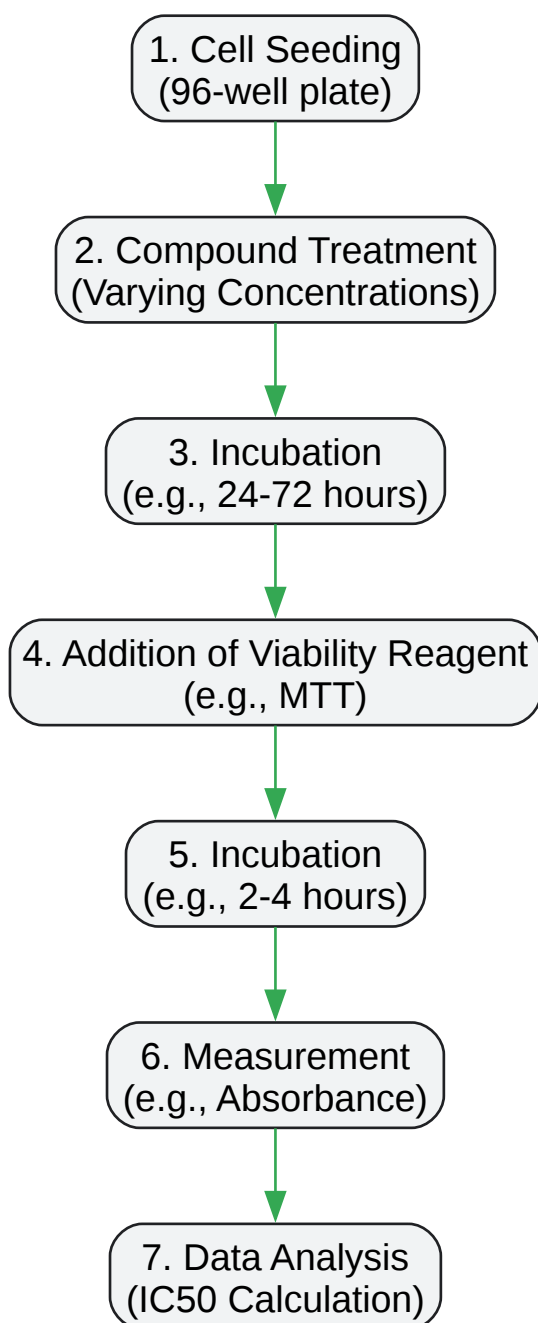 1. Cell Seeding
(96-well plate)
2. Compound Treatment
(Varying Concentrations)
3. Incubation
(e.g., 24-72 hours)
4. Addition of Viability Reagent
(e.g., MTT)
5. Incubation
(e.g., 2-4 hours)
6. Measurement
(e.g., Absorbance)
7. Data Analysis
(IC50 Calculation)